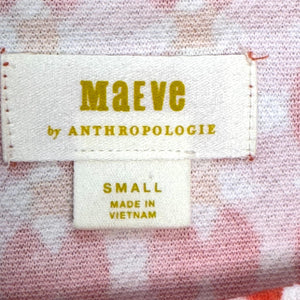 MaEve
by ANTHROPOLOGIE
SMALL
MADE IN
VIETNAM